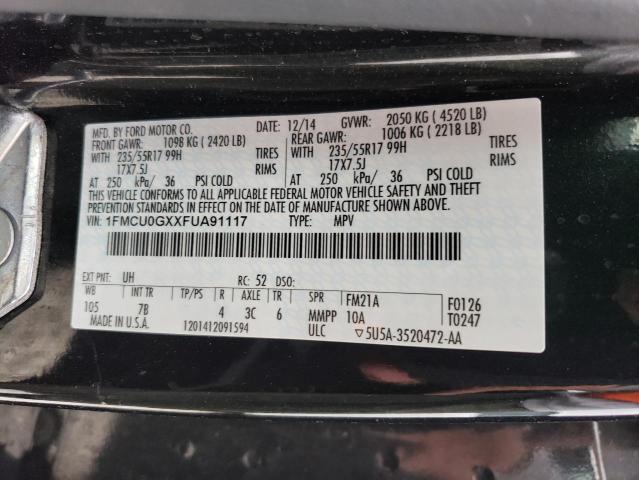 MFD. BY FORD MOTOR CO.
DATE: 12/14 GVWR: 2050 KG ( 4520 LB)
FRONT GAWR: 1098 KG ( 2420 LB)
REAR GAWR: 1006 KG ( 2218 LB)
WITH 235/55R17 99H TIRES
WITH 235/55R17 99H TIRES
17X7.5J RIMS
17X7.5J RIMS
AT 250 kPa/ 36 PSI COLD
AT 250 kPa/ 36 PSI COLD
THIS VEHICLE CONFORMS TO ALL APPLICABLE FEDERAL MOTOR VEHICLE SAFETY AND THEFT
PREVENTION STANDARDS IN EFFECT ON THE DATE OF MANUFACTURE SHOWN ABOVE.
VIN: 1FMCU0GXXFUA91117 TYPE: MPV
EXT PNT: UH RC: 52 DSO:
WB INT TR TP/PS R AXLE TR SPR FM21A F0126
105 7B 4 3C 6 MMPP 10A T0247
MADE IN U.S.A. 1201412091594 ULC ▽5U5A-3520472-AA